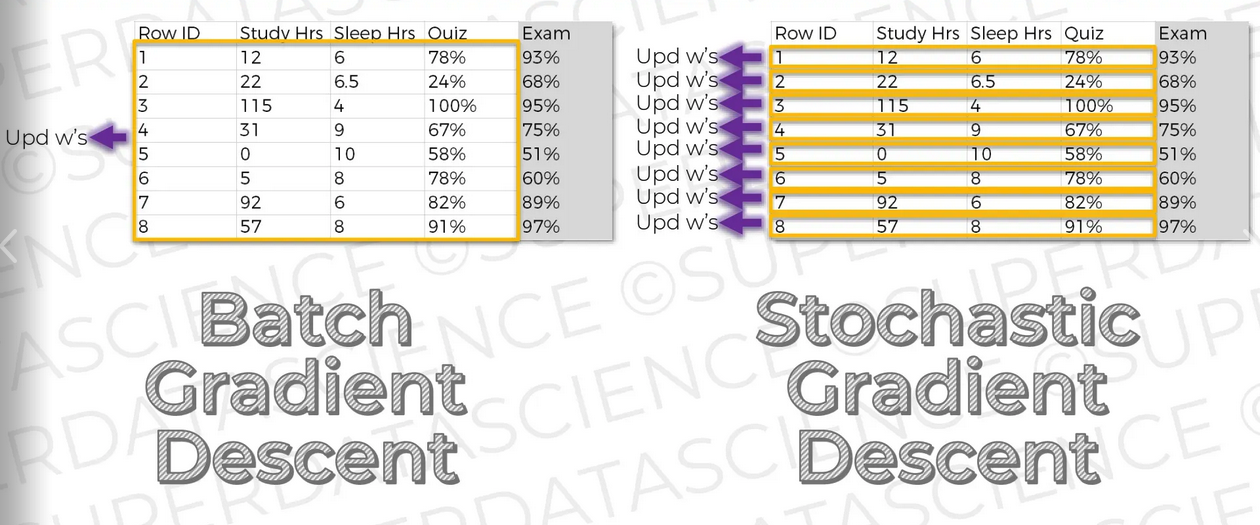 Row ID Study Hrs Sleep Hrs Quiz Exam
1 12 6 78% 93%
2 22 6.5 24% 68%
3 115 4 100% 95%
4 31 9 67% 75%
5 0 10 58% 51%
6 5 8 78% 60%
7 92 6 82% 89%
8 57 8 91% 97%
Upd w's
Batch
Gradient
Descent
Row ID Study Hrs Sleep Hrs Quiz Exam
Upd w's 1 12 6 78% 93%
Upd w's 2 22 6.5 24% 68%
Upd w's 3 115 4 100% 95%
Upd w's 4 31 9 67% 75%
Upd w's 5 0 10 58% 51%
Upd w's 6 5 8 78% 60%
Upd w's 7 92 6 82% 89%
Upd w's 8 57 8 91% 97%
Stochastic
Gradient
Descent
©SUPERDATASCIENCE